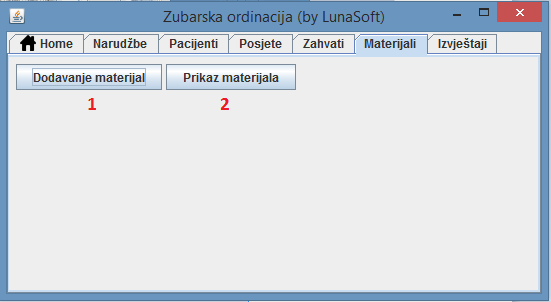 Zubarska ordinacija (by LunaSoft)
Home Narudžbe Pacijenti Posjete Zahvati Materijali Izvještaji
Dodavanje materijal Prikaz materijala
1 2